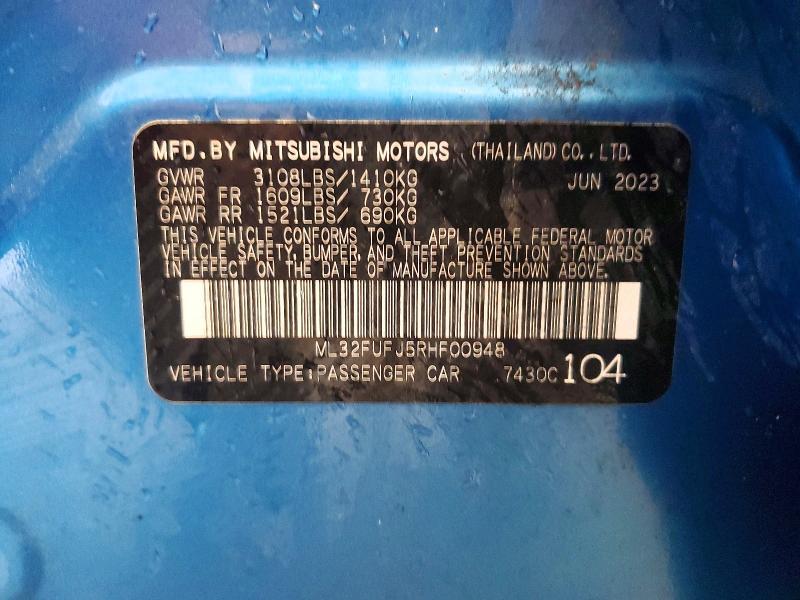 MFD.BY MITSUBISHI MOTORS (THAILAND) CO., LTD.
GVWR 3108LBS/1410KG JUN 2023
GAWR FR 1609LBS/ 730KG
GAWR RR 1521LBS/ 690KG
THIS VEHICLE CONFORMS TO ALL APPLICABLE FEDERAL MOTOR
VEHICLE SAFETY, BUMPER, AND THEFT PREVENTION STANDARDS
IN EFFECT ON THE DATE OF MANUFACTURE SHOWN ABOVE.
ML32FUFJ5RHF00948
VEHICLE TYPE:PASSENGER CAR 7430C 104